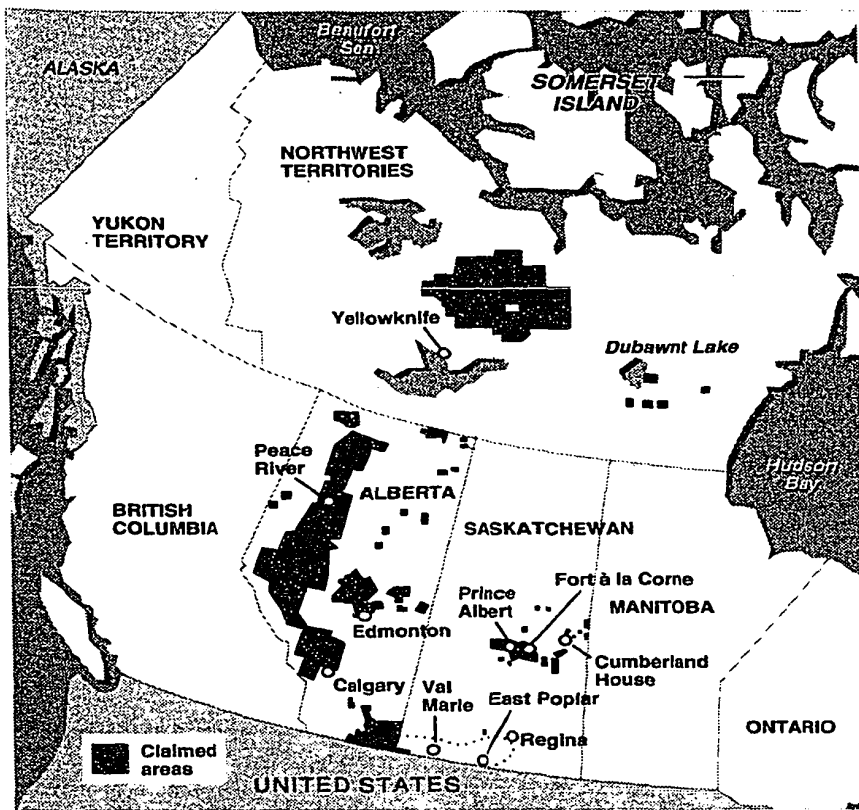 Beaufort
Sea
ALASKA
SOMERSET
ISLAND
NORTHWEST
TERRITORIES
YUKON
TERRITORY
Yellowknife
Dubawnt Lake
Peace
River
Hudson
Bay
ALBERTA
BRITISH
COLUMBIA
SASKATCHEWAN
Prince
Albert
Fort à la Corne
MANITOBA
Edmonton
Cumberland
House
Calgary
Val
Marie
East Poplar
Regina
ONTARIO
Claimed
areas
UNITED STATES